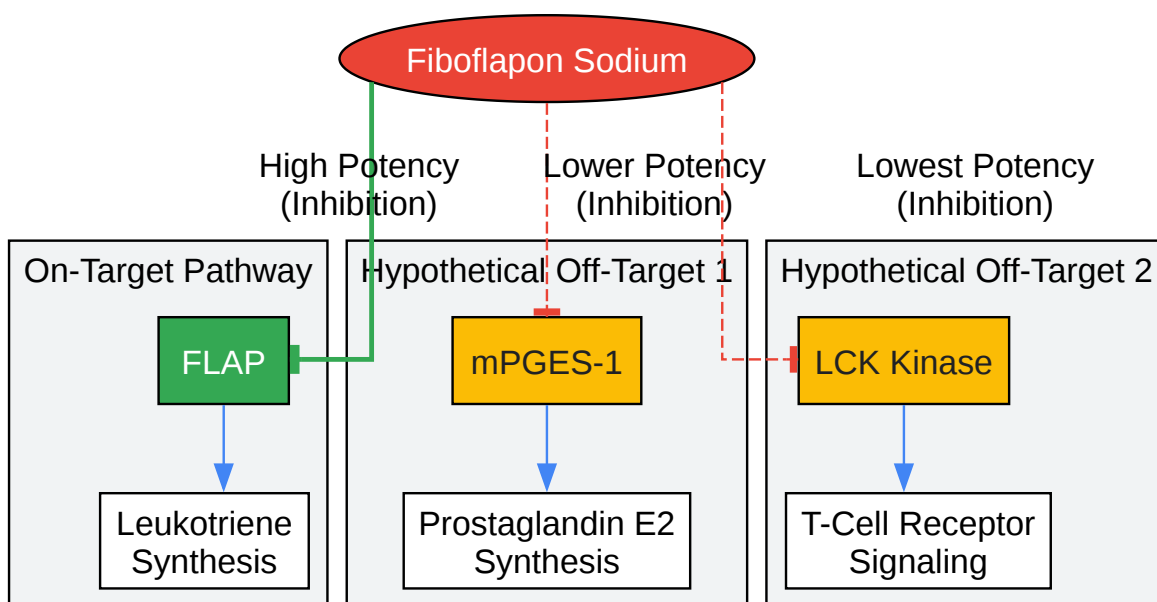 Fiboflapon Sodium
High Potency
(Inhibition)
Lower Potency
(Inhibition)
Lowest Potency
(Inhibition)
On-Target Pathway
FLAP
Leukotriene
Synthesis
Hypothetical Off-Target 1
mPGES-1
Prostaglandin E2
Synthesis
Hypothetical Off-Target 2
LCK Kinase
T-Cell Receptor
Signaling